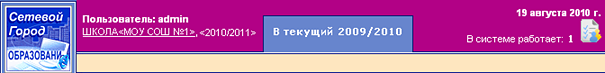 Сетевой
Город
ОБРАЗОВАНИ
Пользователь: admin
ШКОЛА«МОУ СОШ №1», <2010/2011>
В текущий 2009/2010
19 августа 2010 г.
В системе работает: 1